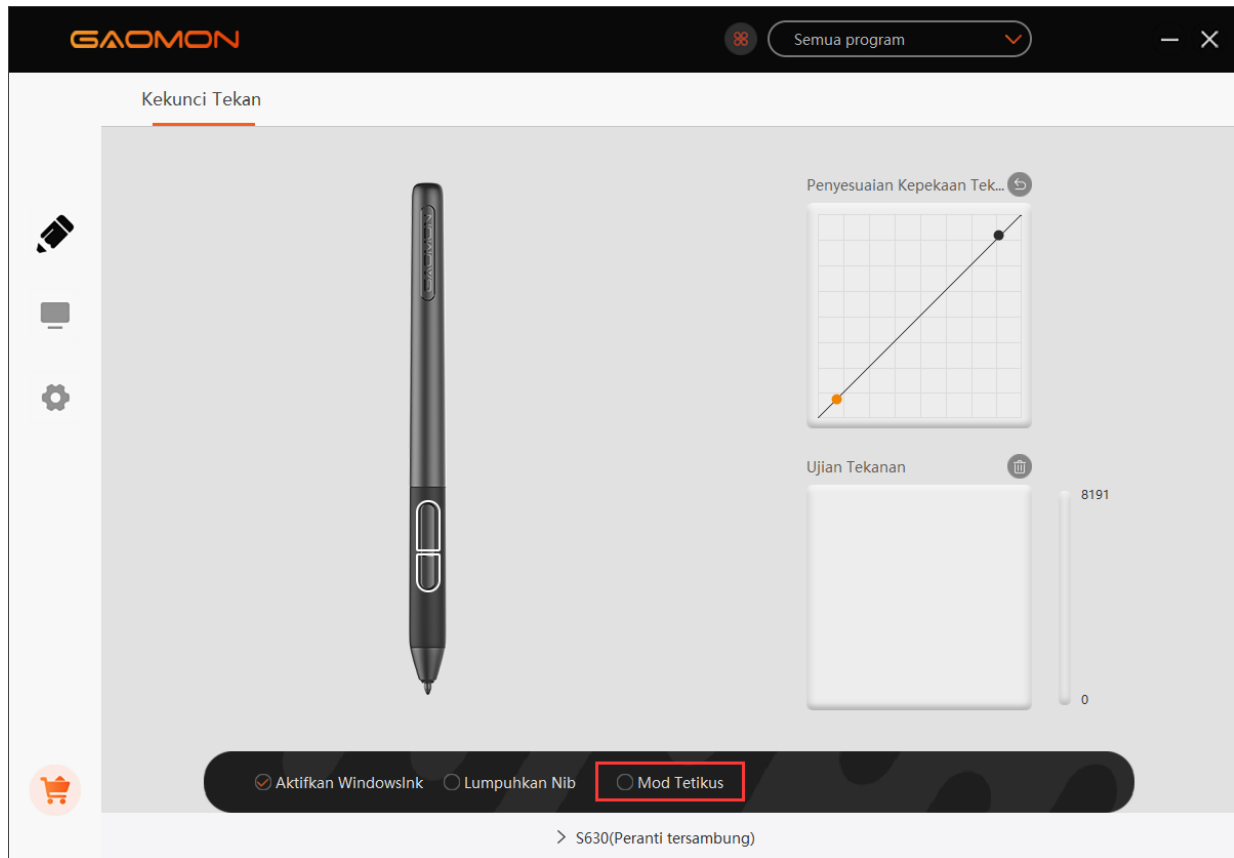 GAOMON
Semua program
Kekunci Tekan
GAOMON
Penyesuaian Kepekaan Tek...
Ujian Tekanan
8191
0
Aktifkan WindowsInk
Lumpuhkan Nib
Mod Tetikus
S630(Peranti tersambung)